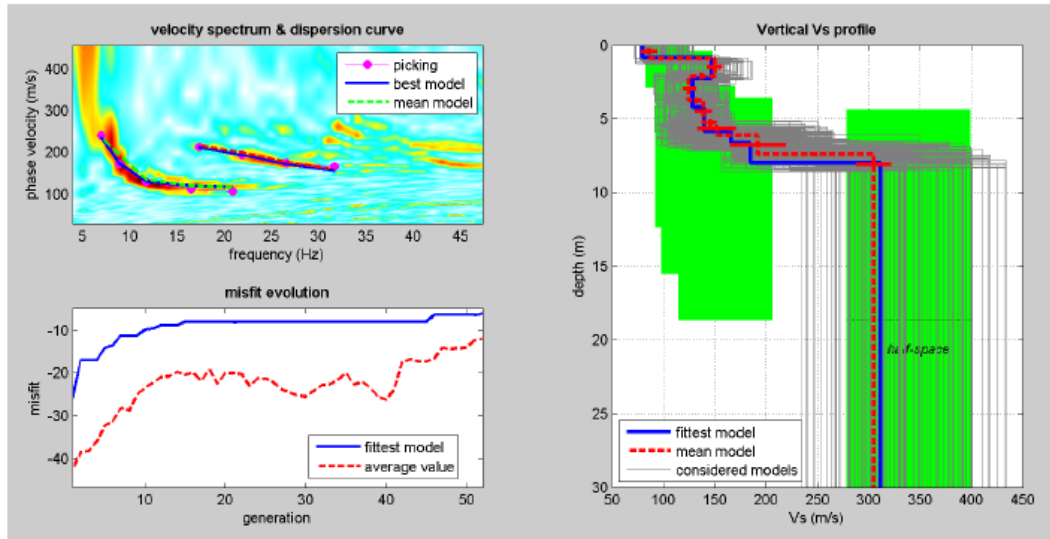 velocity spectrum & dispersion curve
phase velocity (m/s)
400
300
200
100
picking
best model
mean model
5 10 15 20 25 30 35 40 45
frequency (Hz)
misfit evolution
misfit
-10
-20
-30
-40
fittest model
average value
10 20 30 40 50
generation
Vertical Vs profile
depth (m)
0
5
10
15
20
25
30
half-space
fittest model
mean model
considered models
50 100 150 200 250 300 350 400 450
Vs (m/s)